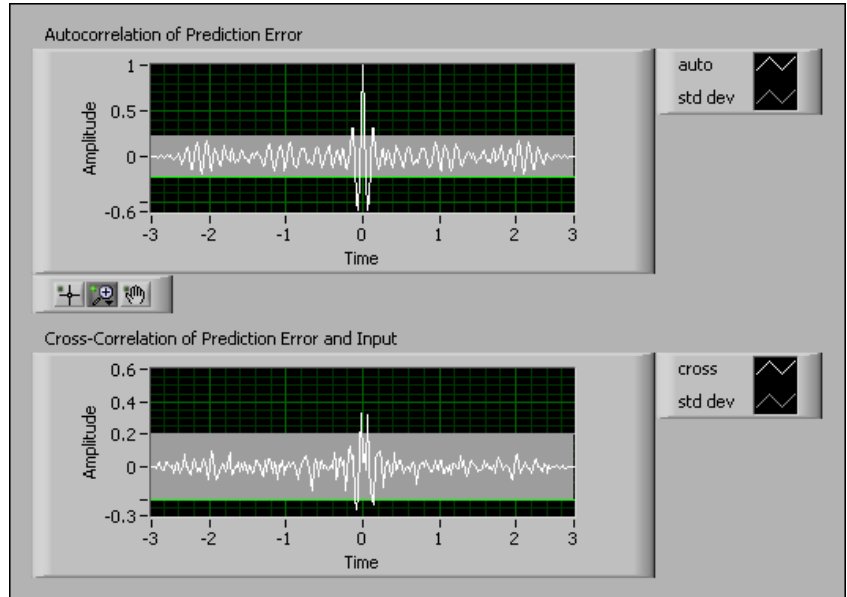 Autocorrelation of Prediction Error
auto
std dev
Amplitude
1
0.5
0
-0.6
-3
-2
-1
0
1
2
3
Time
Cross-Correlation of Prediction Error and Input
cross
std dev
Amplitude
0.6
0.4
0.2
0
-0.3
-3
-2
-1
0
1
2
3
Time